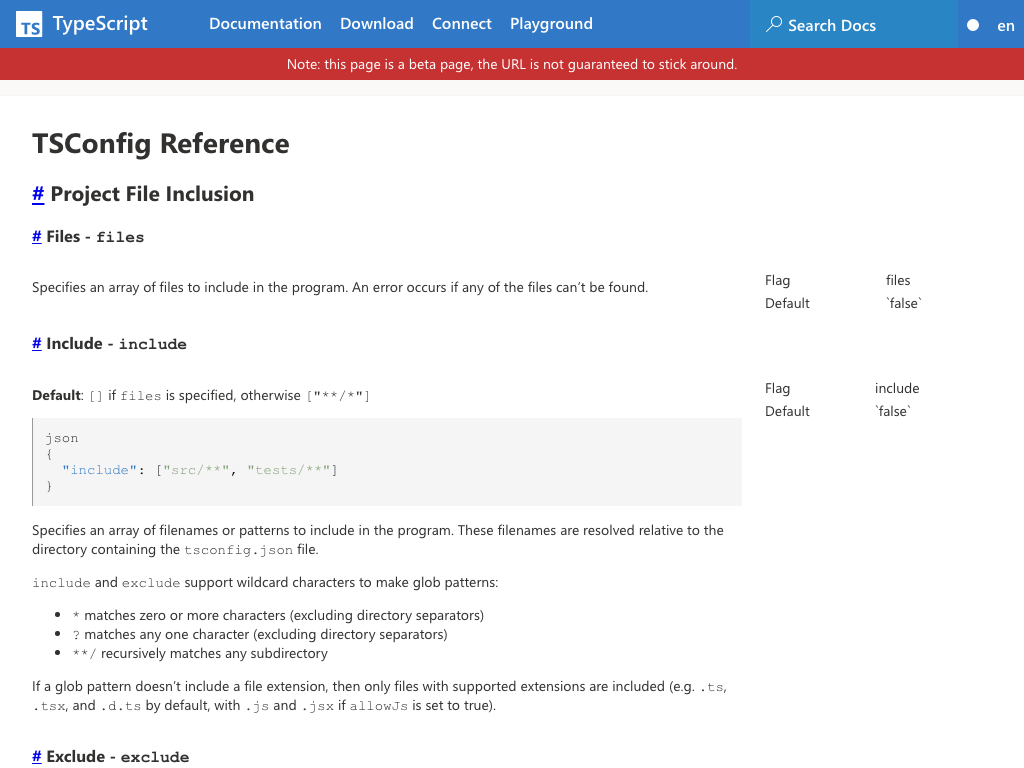 TS TypeScript Documentation Download Connect Playground Search Docs en
Note: this page is a beta page, the URL is not guaranteed to stick around.
TSConfig Reference
# Project File Inclusion
# Files - files
Specifies an array of files to include in the program. An error occurs if any of the files can’t be found.
Flag files
Default `false`
# Include - include
Default: [] if files is specified, otherwise ["**/*"]
Flag include
Default `false`
json
{
  "include": ["src/**", "tests/**"]
}
Specifies an array of filenames or patterns to include in the program. These filenames are resolved relative to the
directory containing the tsconfig.json file.
include and exclude support wildcard characters to make glob patterns:
• * matches zero or more characters (excluding directory separators)
• ? matches any one character (excluding directory separators)
• **/ recursively matches any subdirectory
If a glob pattern doesn’t include a file extension, then only files with supported extensions are included (e.g. .ts,
.tsx, and .d.ts by default, with .js and .jsx if allowJs is set to true).
# Exclude - exclude